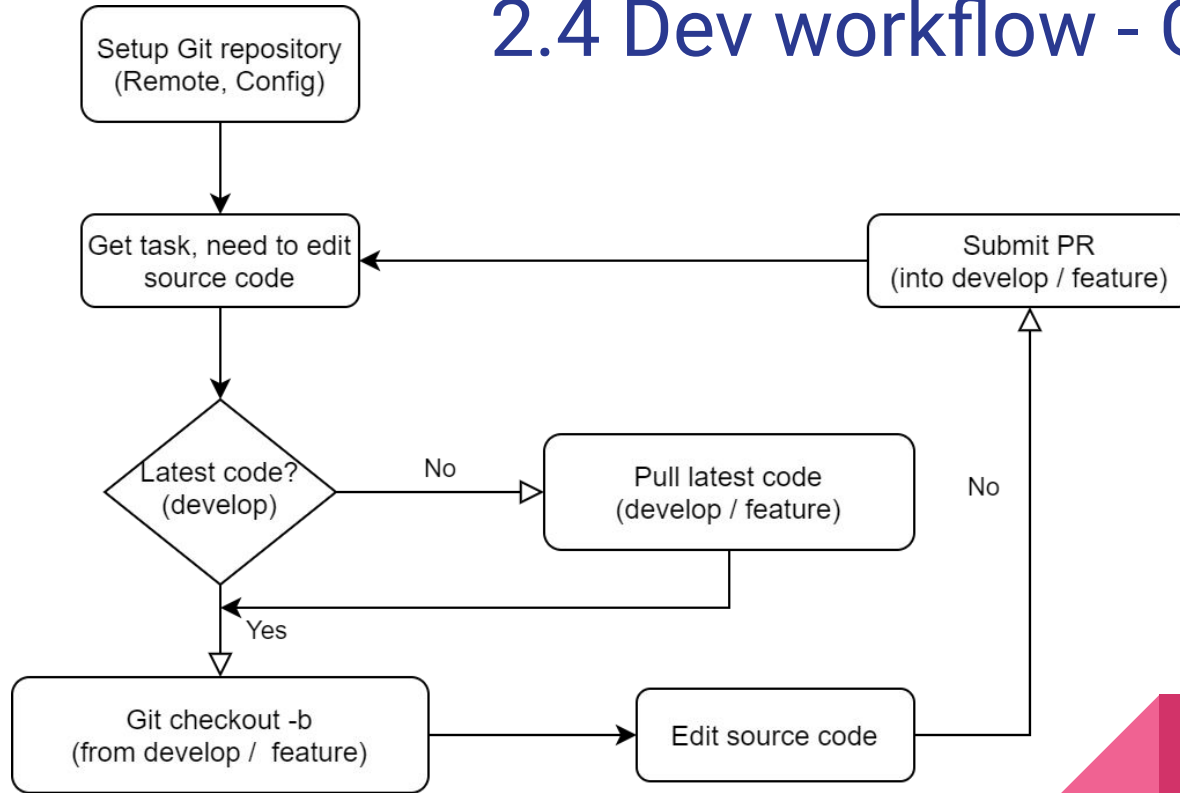 2.4 Dev workflow -
Setup Git repository
(Remote, Config)
Get task, need to edit
source code
Submit PR
(into develop / feature)
Latest code?
(develop)
No
Pull latest code
(develop / feature)
No
Yes
Git checkout -b
(from develop / feature)
Edit source code